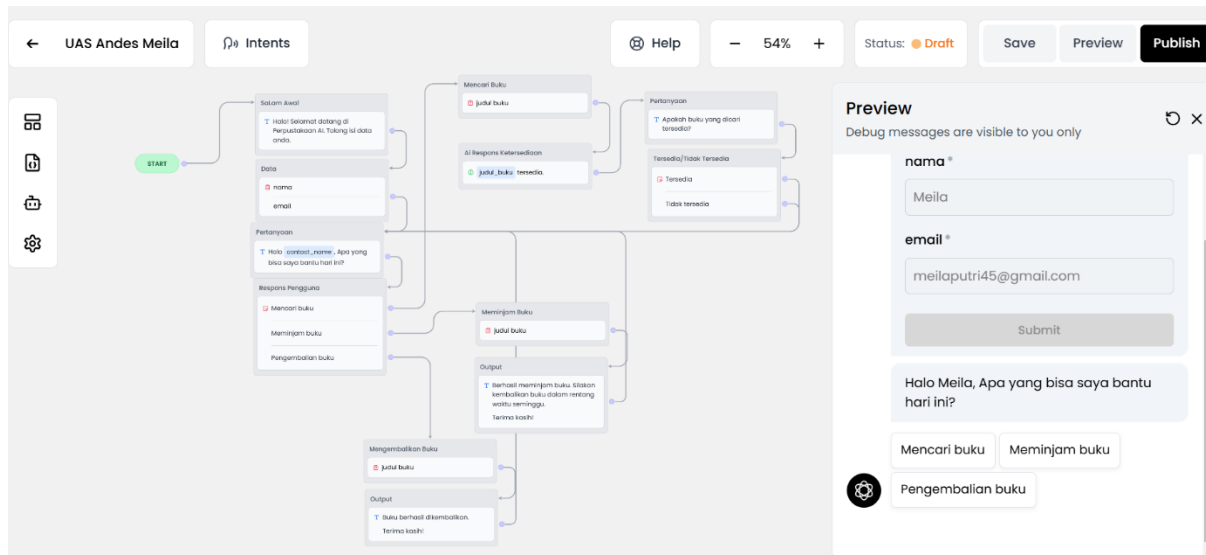 UAS Andes Meila
Intents
Help
54%
Status: Draft
Save
Preview
Publish
START
SaLam Awal
Halo! Selamat datang di
Perpustakaan AI. Tolong isi data
anda.
Data
nama
email
Pertanyaan
Halo contact_name , Apa yang
bisa saya bantu hari ini?
Respons Pengguna
Mencari buku
Meminjam buku
Pengembalian buku
Mencari Buku
judul buku
Ai Respons Ketersediaan
judul_buku tersedia.
Pertanyaan
Apakah buku yang dicari
tersedia?
Tersedia/Tidak Tersedia
Tersedia
Tidak tersedia
Meminjam Buku
judul buku
Output
Berhasil meminjam buku. Silakan
kembalikan buku dalam rentang
waktu seminggu.
Terima kasih!
Mengembalikan Buku
judul buku
Output
Buku berhasil dikembalikan.
Terima kasih!
Preview
Debug messages are visible to you only
nama *
Meila
email *
meilaputri45@gmail.com
Submit
Halo Meila, Apa yang bisa saya bantu
hari ini?
Mencari buku
Meminjam buku
Pengembalian buku